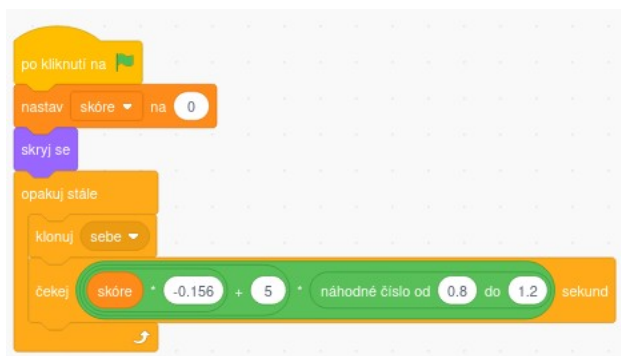 po kliknutí na
nastav skóre na 0
skryj se
opakuj stále
klonuj sebe
čekej skóre * -0.156 + 5 * náhodné číslo od 0.8 do 1.2 sekund